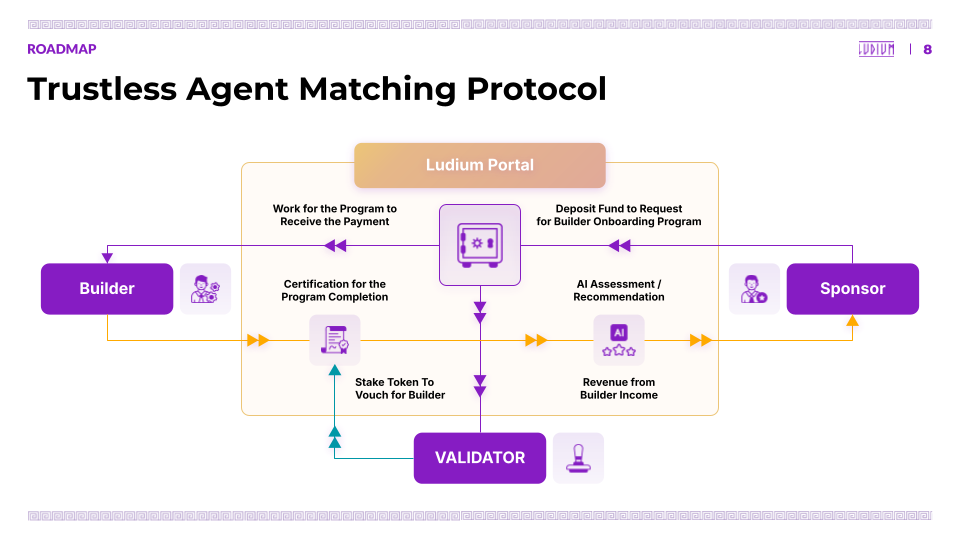 ROADMAP
LUDIUM
8
Trustless Agent Matching Protocol
Ludium Portal
Work for the Program to
Receive the Payment
Deposit Fund to Request
for Builder Onboarding Program
Builder
Certification for the
Program Completion
AI Assessment /
Recommendation
Sponsor
AI
Stake Token To
Vouch for Builder
Revenue from
Builder Income
VALIDATOR